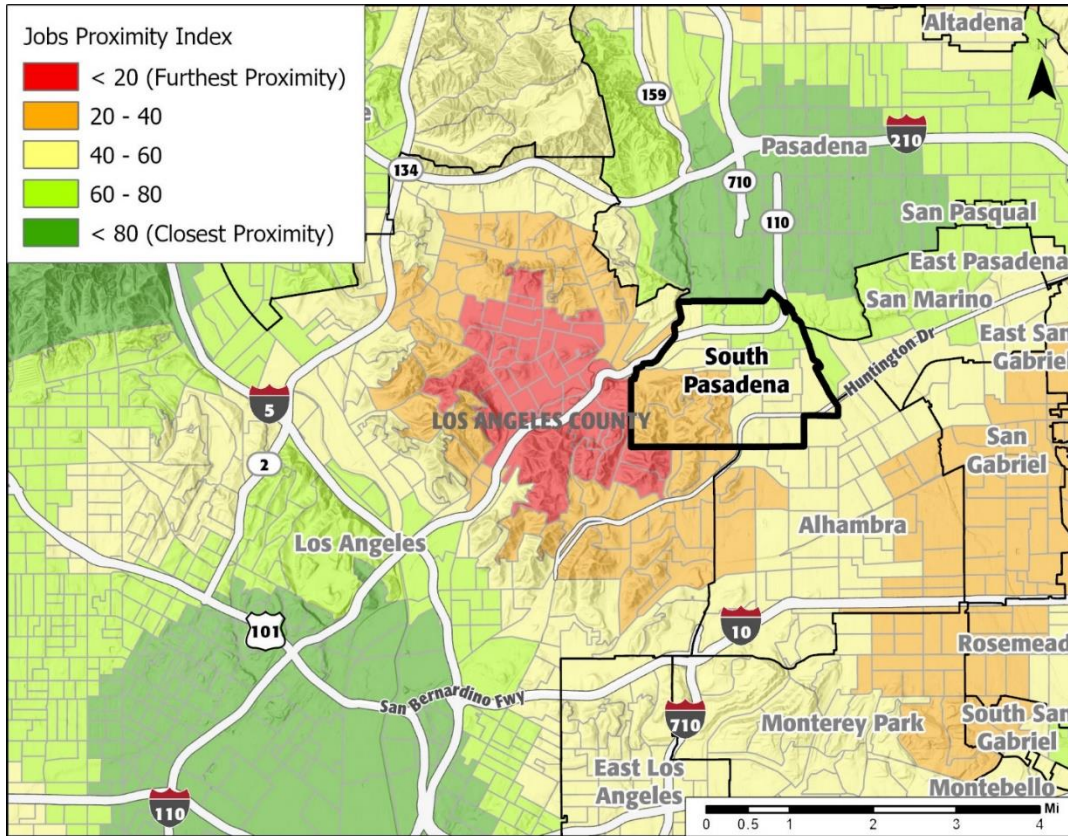 Jobs Proximity Index
< 20 (Furthest Proximity)
20 - 40
40 - 60
60 - 80
< 80 (Closest Proximity)
Altadena
N
159
e
Pasadena
210
134
710
110
San Pasqual
East Pasadena
San Marino
East San
Gabriel
Huntington Dr
South
Pasadena
LOS ANGELES COUNTY
5
2
San
Gabriel
Alhambra
Los Angeles
101
10
Rosemead
San Bernardino Fwy
710
Monterey Park
South San
Gabriel
East Los
Angeles
Montebello
110
Mi
0 0.5 1 2 3 4